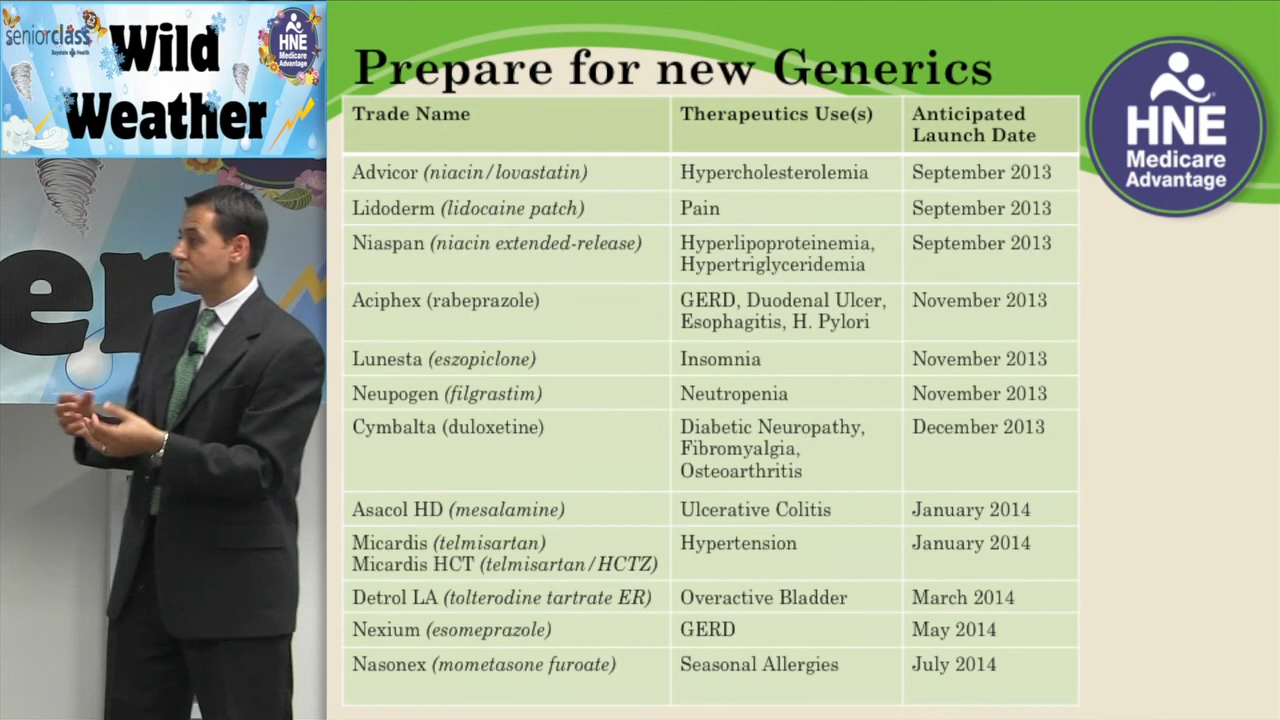 seniorclass
Baystate Health
Wild
Weather
HNE
Medicare
Advantage
er
Prepare for new Generics
HNE
Medicare
Advantage
Trade Name Therapeutics Use(s) Anticipated
Launch Date
Advicor (niacin/lovastatin) Hypercholesterolemia September 2013
Lidoderm (lidocaine patch) Pain September 2013
Niaspan (niacin extended-release) Hyperlipoproteinemia, September 2013
Hypertriglyceridemia
Aciphex (rabeprazole) GERD, Duodenal Ulcer, November 2013
Esophagitis, H. Pylori
Lunesta (eszopiclone) Insomnia November 2013
Neupogen (filgrastim) Neutropenia November 2013
Cymbalta (duloxetine) Diabetic Neuropathy, December 2013
Fibromyalgia,
Osteoarthritis
Asacol HD (mesalamine) Ulcerative Colitis January 2014
Micardis (telmisartan) Hypertension January 2014
Micardis HCT (telmisartan/HCTZ)
Detrol LA (tolterodine tartrate ER) Overactive Bladder March 2014
Nexium (esomeprazole) GERD May 2014
Nasonex (mometasone furoate) Seasonal Allergies July 2014